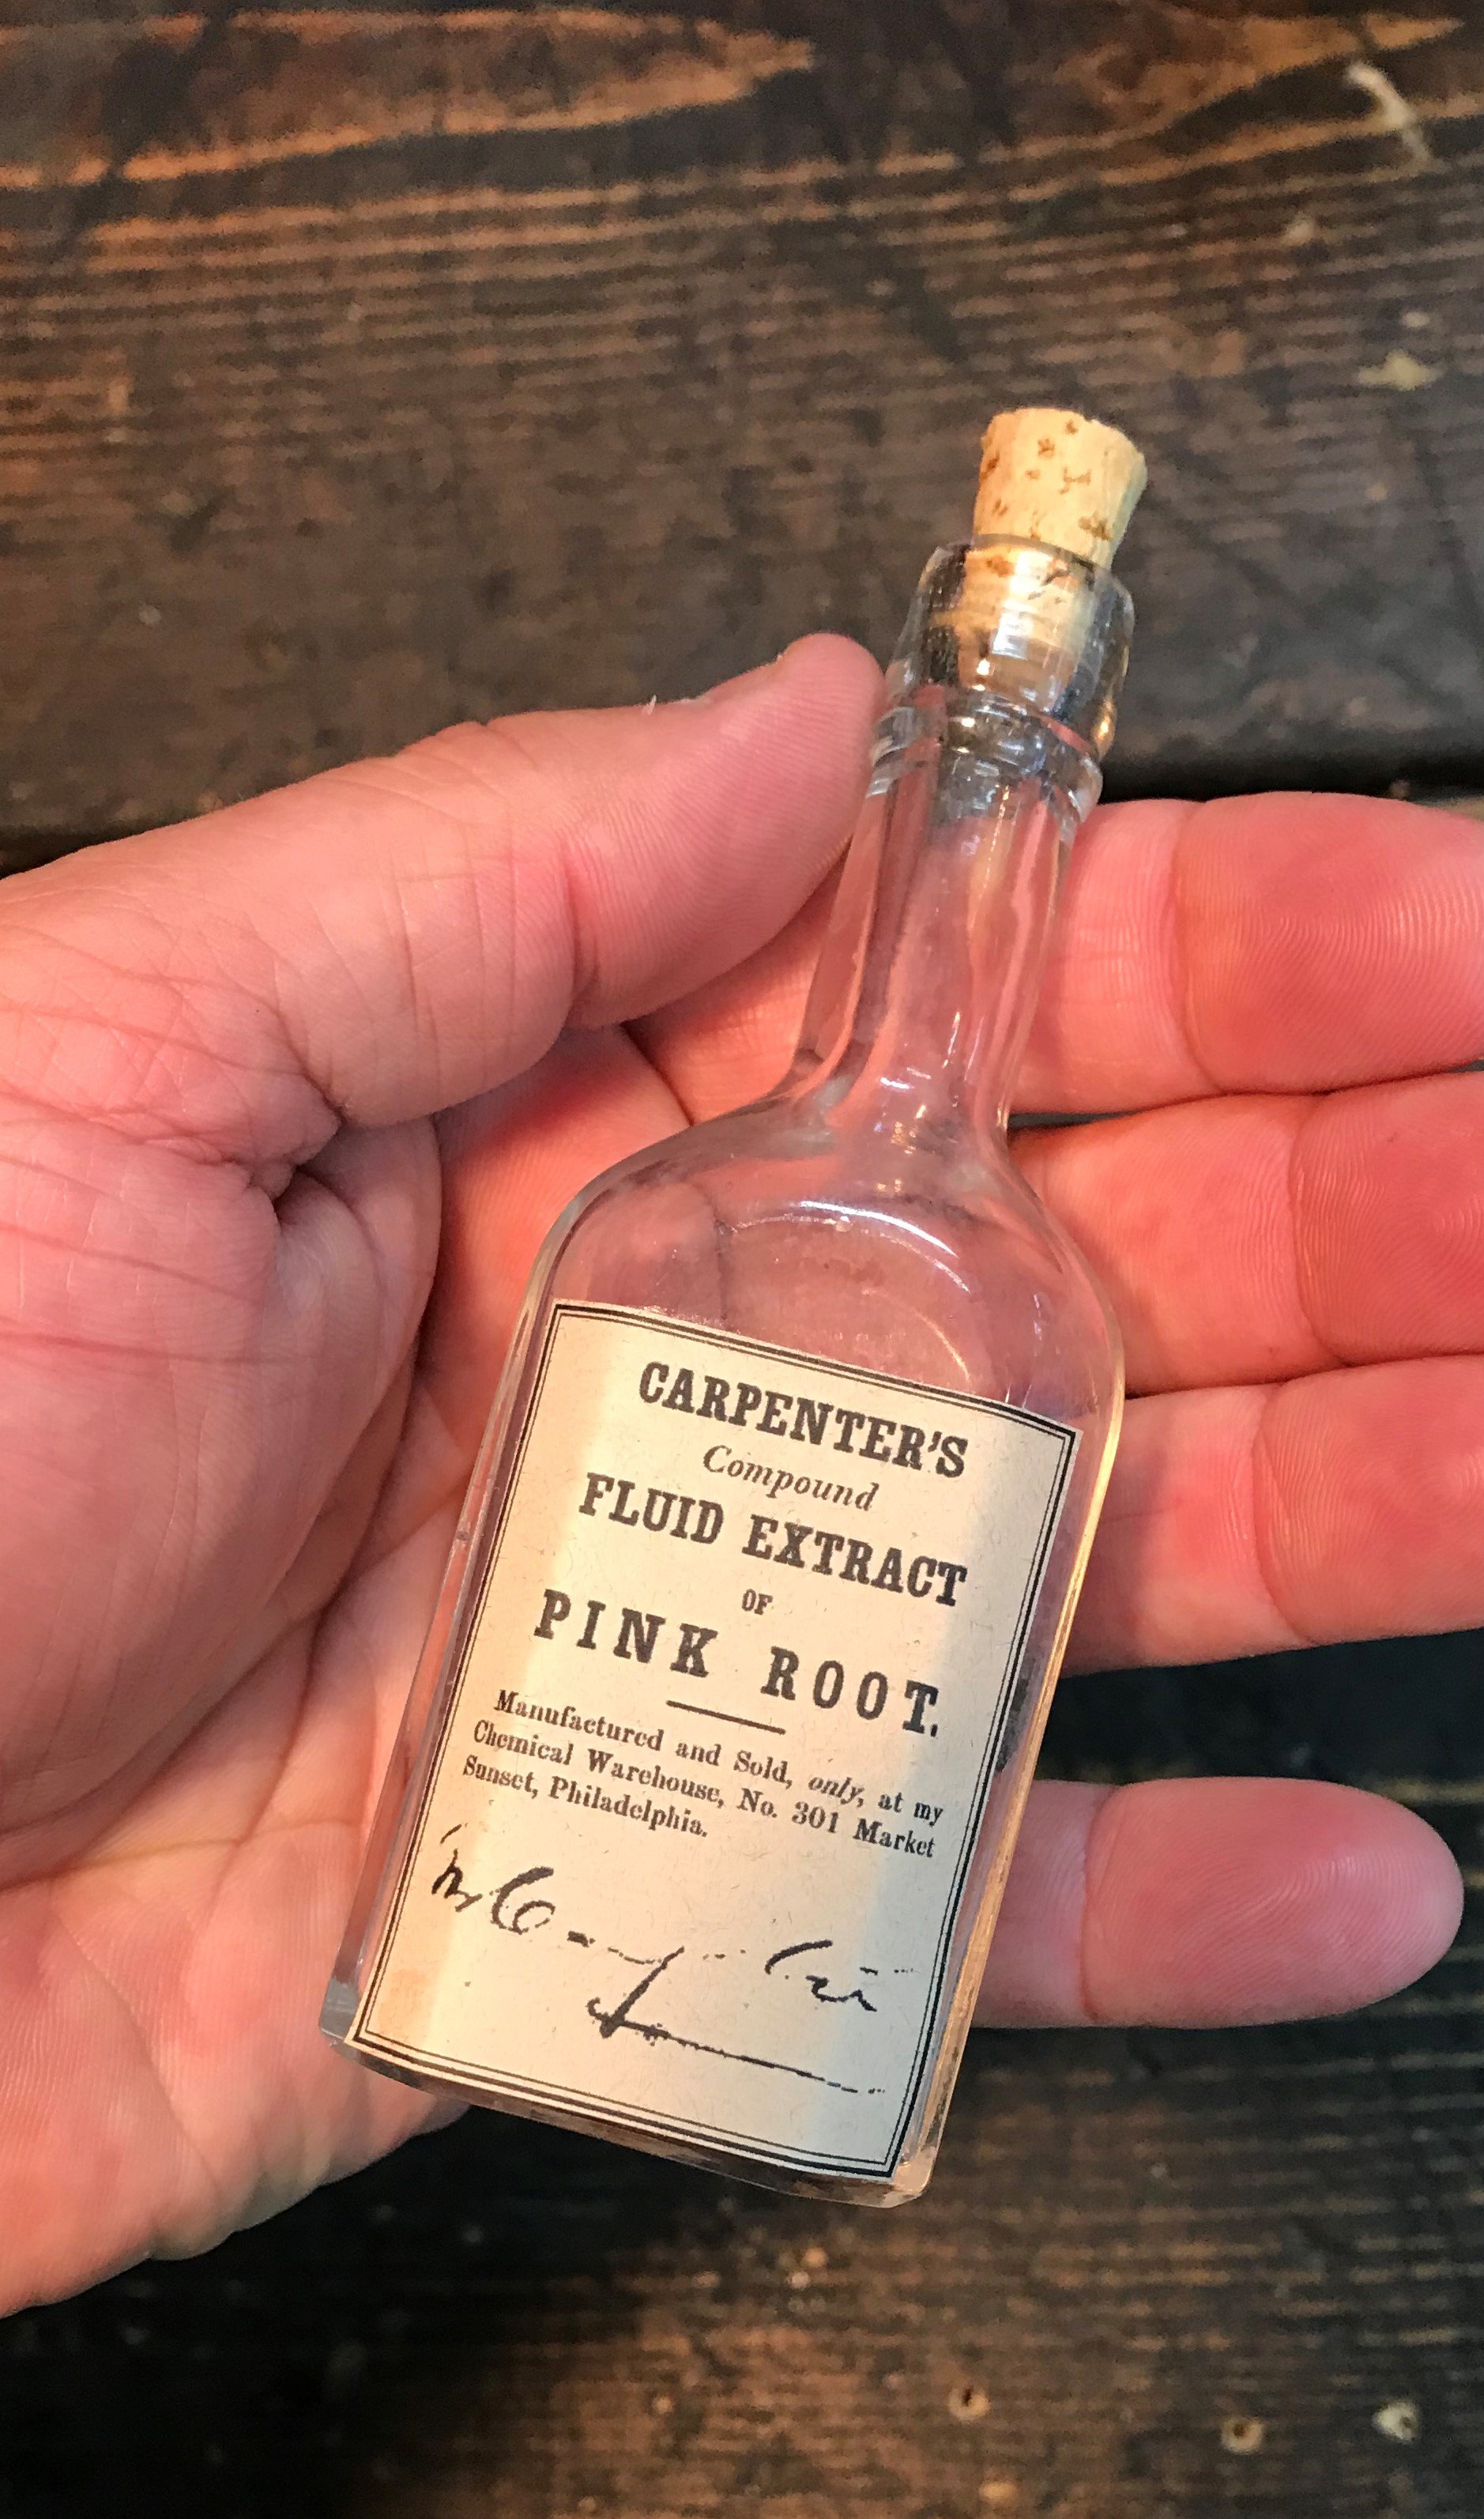 CARPENTER'S
Compound
FLUID EXTRACT
OF
PINK ROOT.
Manufactured and Sold, only, at my
Chemical Warehouse, No. 301 Market
Sunset, Philadelphia.